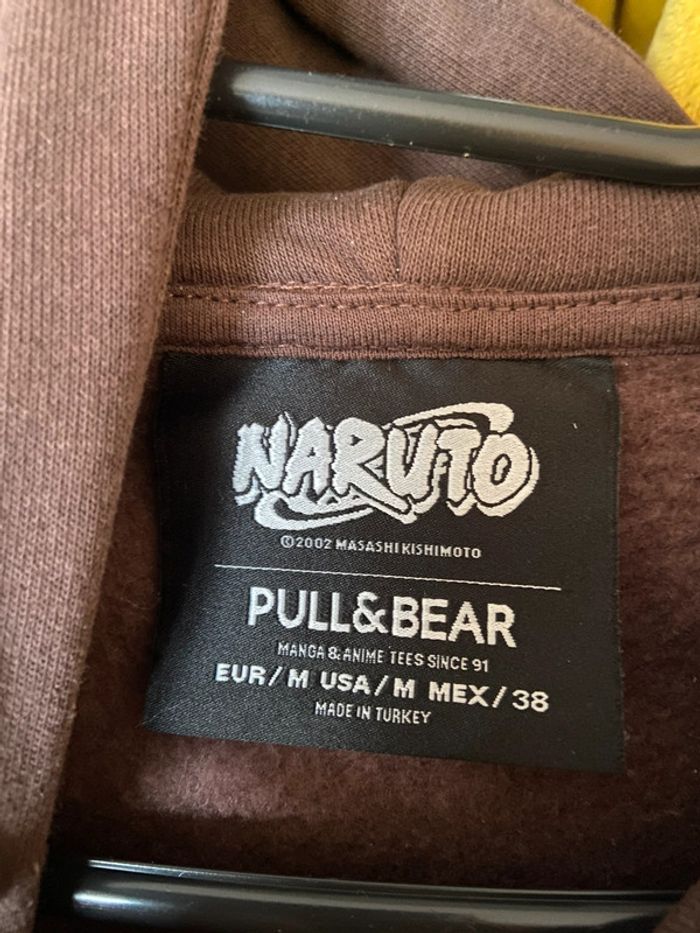 NARUTO
©2002 MASASHI KISHIMOTO
PULL&BEAR
MANGA & ANIME TEES SINCE 91
EUR/M USA/M MEX/38
MADE IN TURKEY